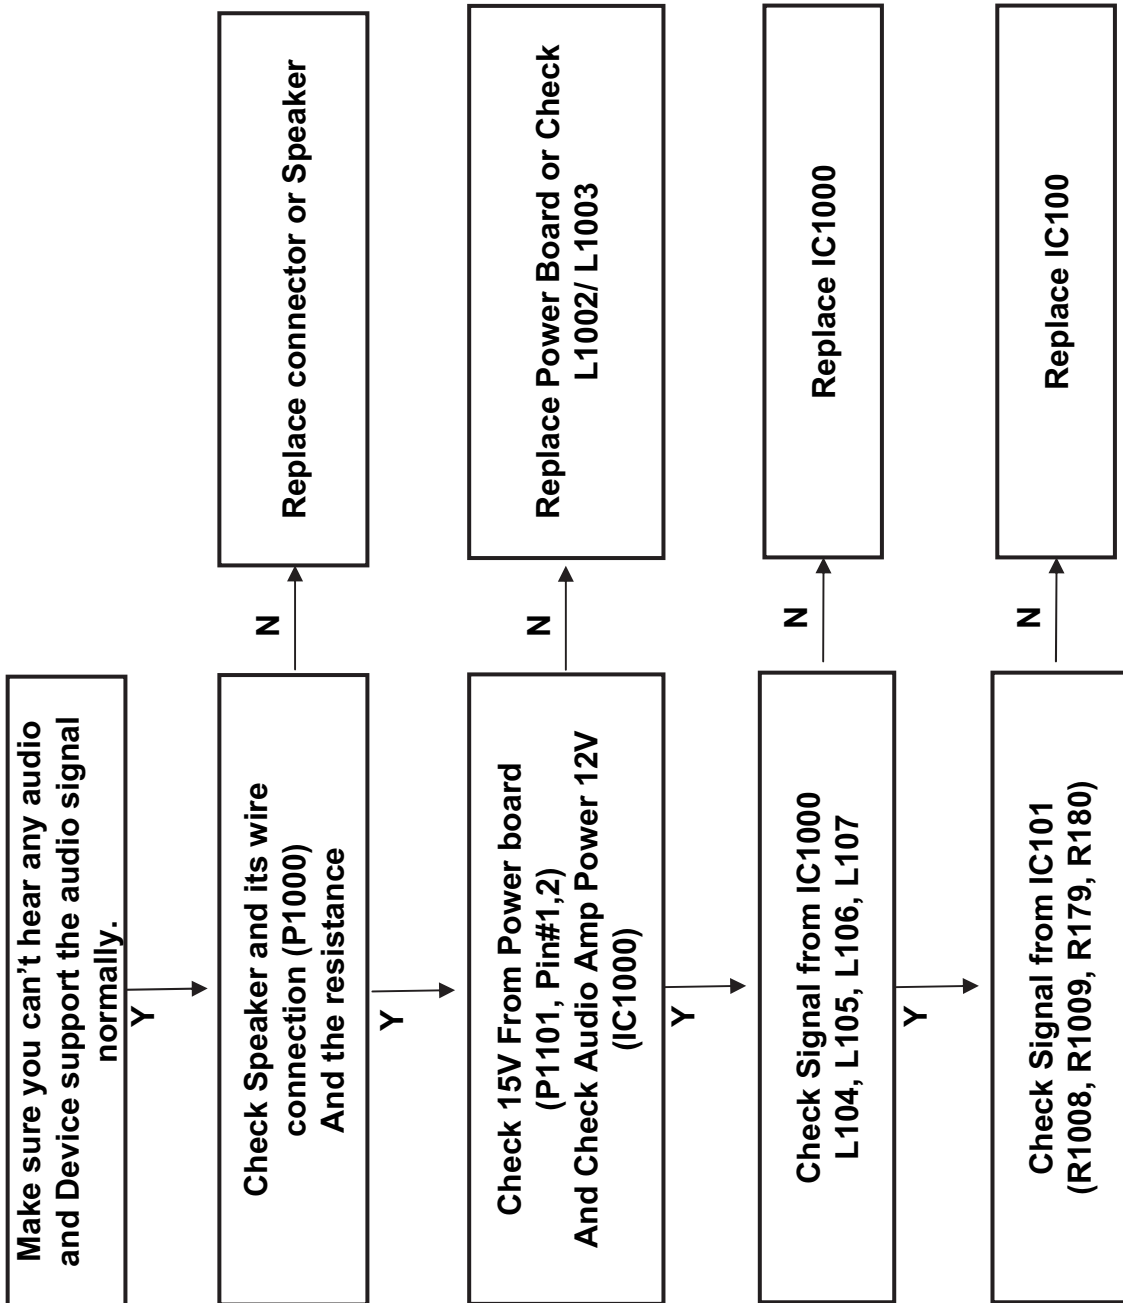 Make sure you can’t hear any audio
and Device support the audio signal
normally.
Y
Check Speaker and its wire
connection (P1000)
And the resistance
N
Replace connector or Speaker
Y
Check 15V From Power board
(P1101, Pin#1,2)
And Check Audio Amp Power 12V
(IC1000)
N
Replace Power Board or Check
L1002/ L1003
Y
Check Signal from IC1000
L104, L105, L106, L107
N
Replace IC1000
Y
Check Signal from IC101
(R1008, R1009, R179, R180)
N
Replace IC100